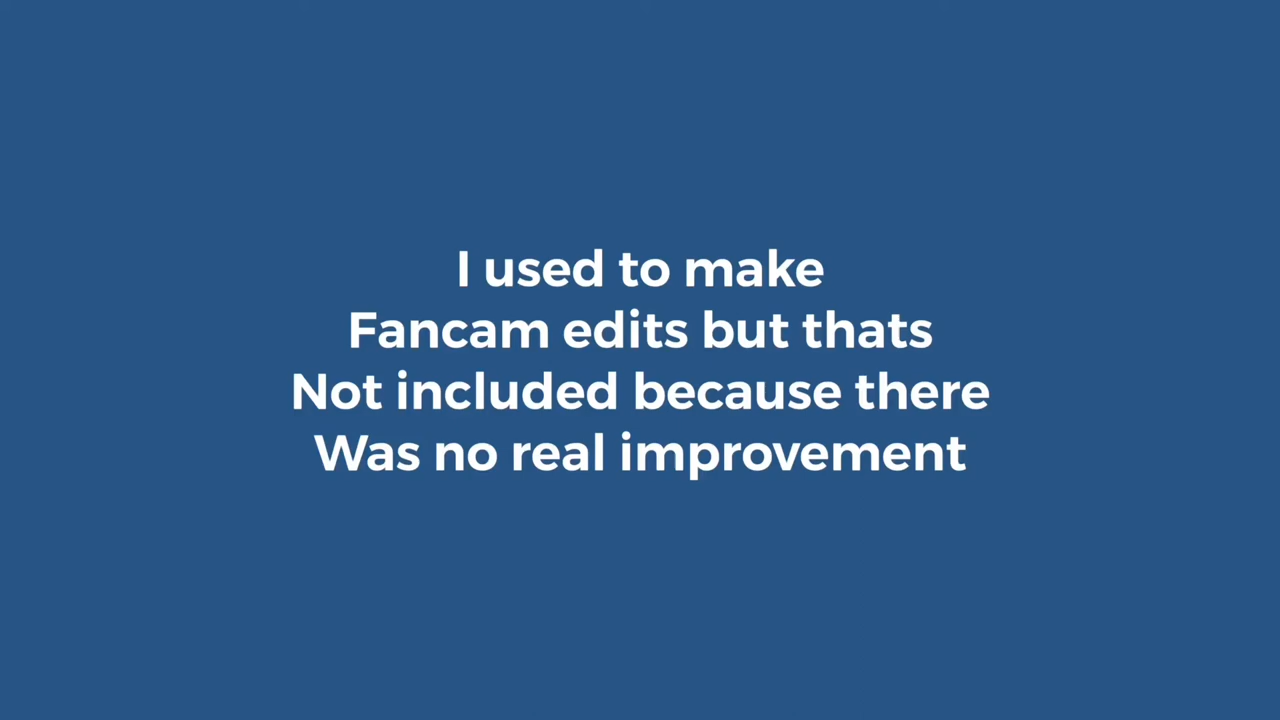 I used to make
Fancam edits but thats
Not included because there
Was no real improvement